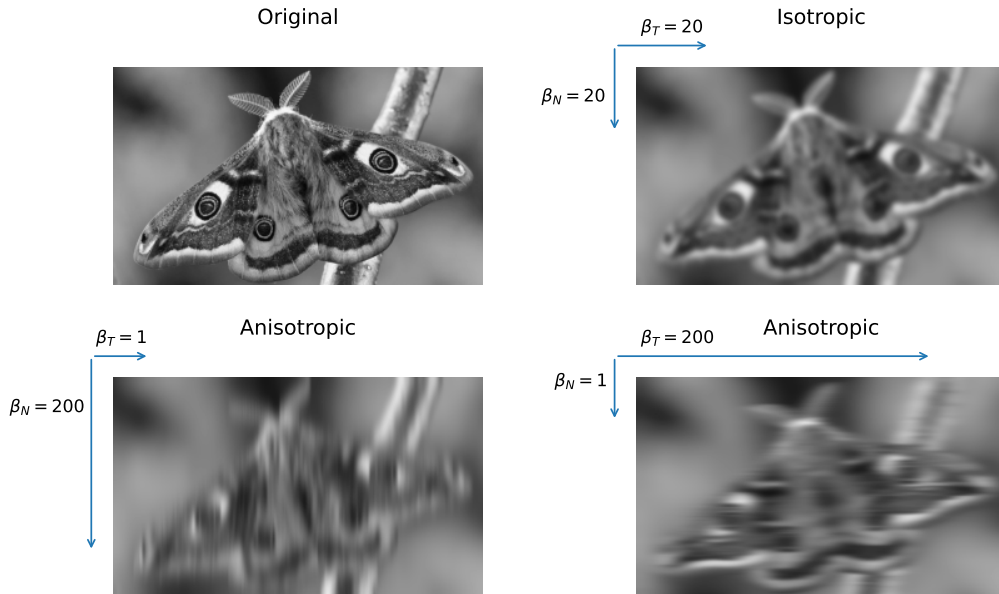 Original
Isotropic
β_T = 20
β_N = 20
Anisotropic
β_T = 1
β_N = 200
Anisotropic
β_T = 200
β_N = 1